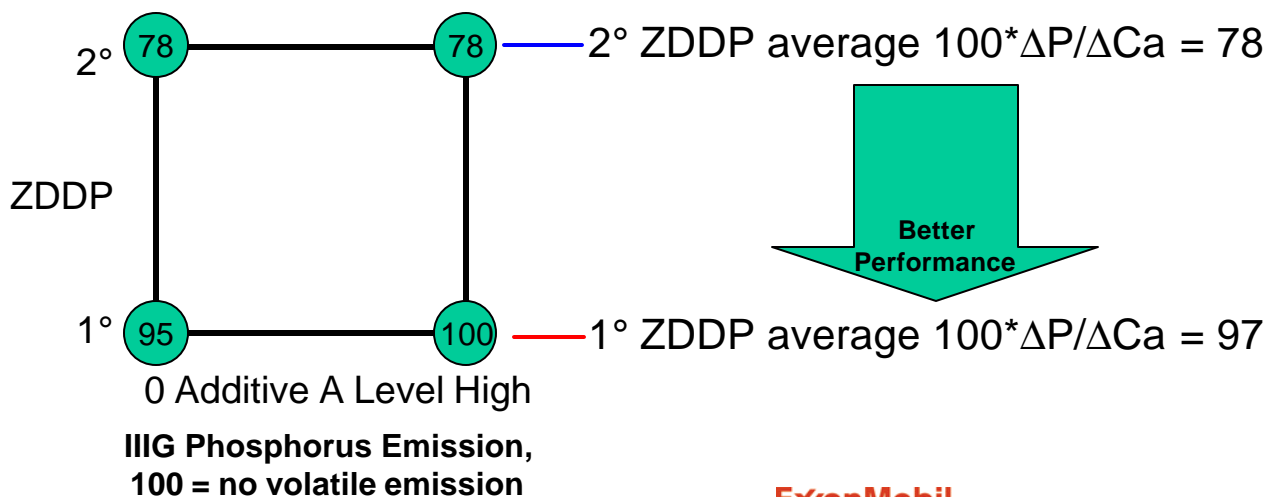 78
78
2° ZDDP average 100*ΔP/ΔCa = 78
2°
ZDDP
Better
Performance
1°
95
100
1° ZDDP average 100*ΔP/ΔCa = 97
0 Additive A Level High
IIIG Phosphorus Emission,
100 = no volatile emission
ExxonMobil